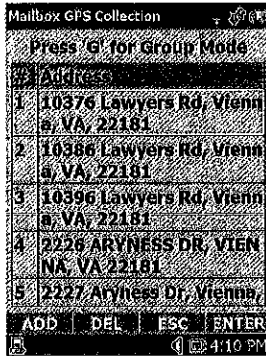 Mailbox GPS Collection
Press 'G' for Group Mode
#1 Address
1 10376 Lawyers Rd, Vienn
a, VA, 22181
2 10386 Lawyers Rd, Vienn
a, VA, 22181
3 10396 Lawyers Rd, Vienn
a, VA, 22181
4 2226 ARYNESS DR, VIEN
NA, VA 22181
5 2227 Aryness Dr, Vienna,
ADD DEL ESC ENTER
4:10 PM